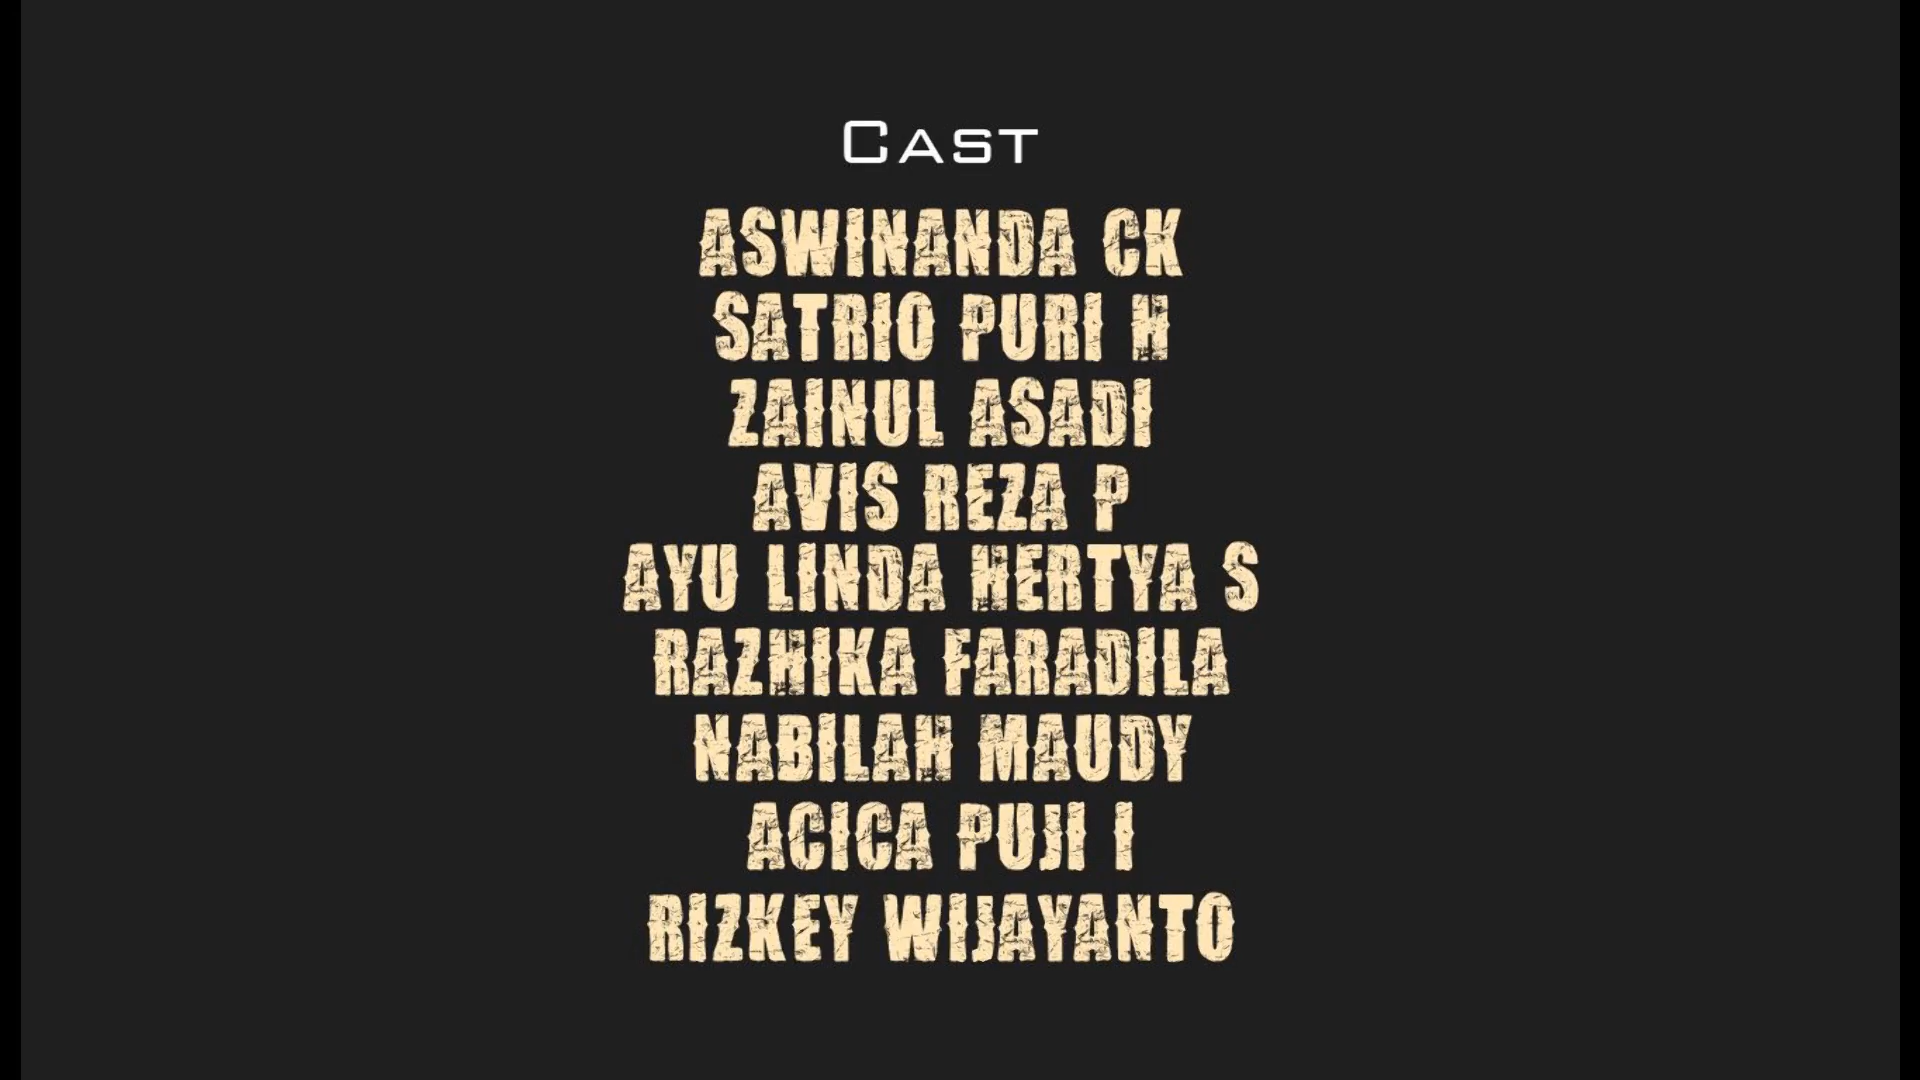 Cast
ASWINANDA CK
SATRIO PURI H
ZAINUL ASADI
AVIS REZA P
AYU LINDA HERTYA S
RAZHIKA FARADILA
NABILAH MAUDY
ACICA PUJI I
RIZKEY WIJAYANTO